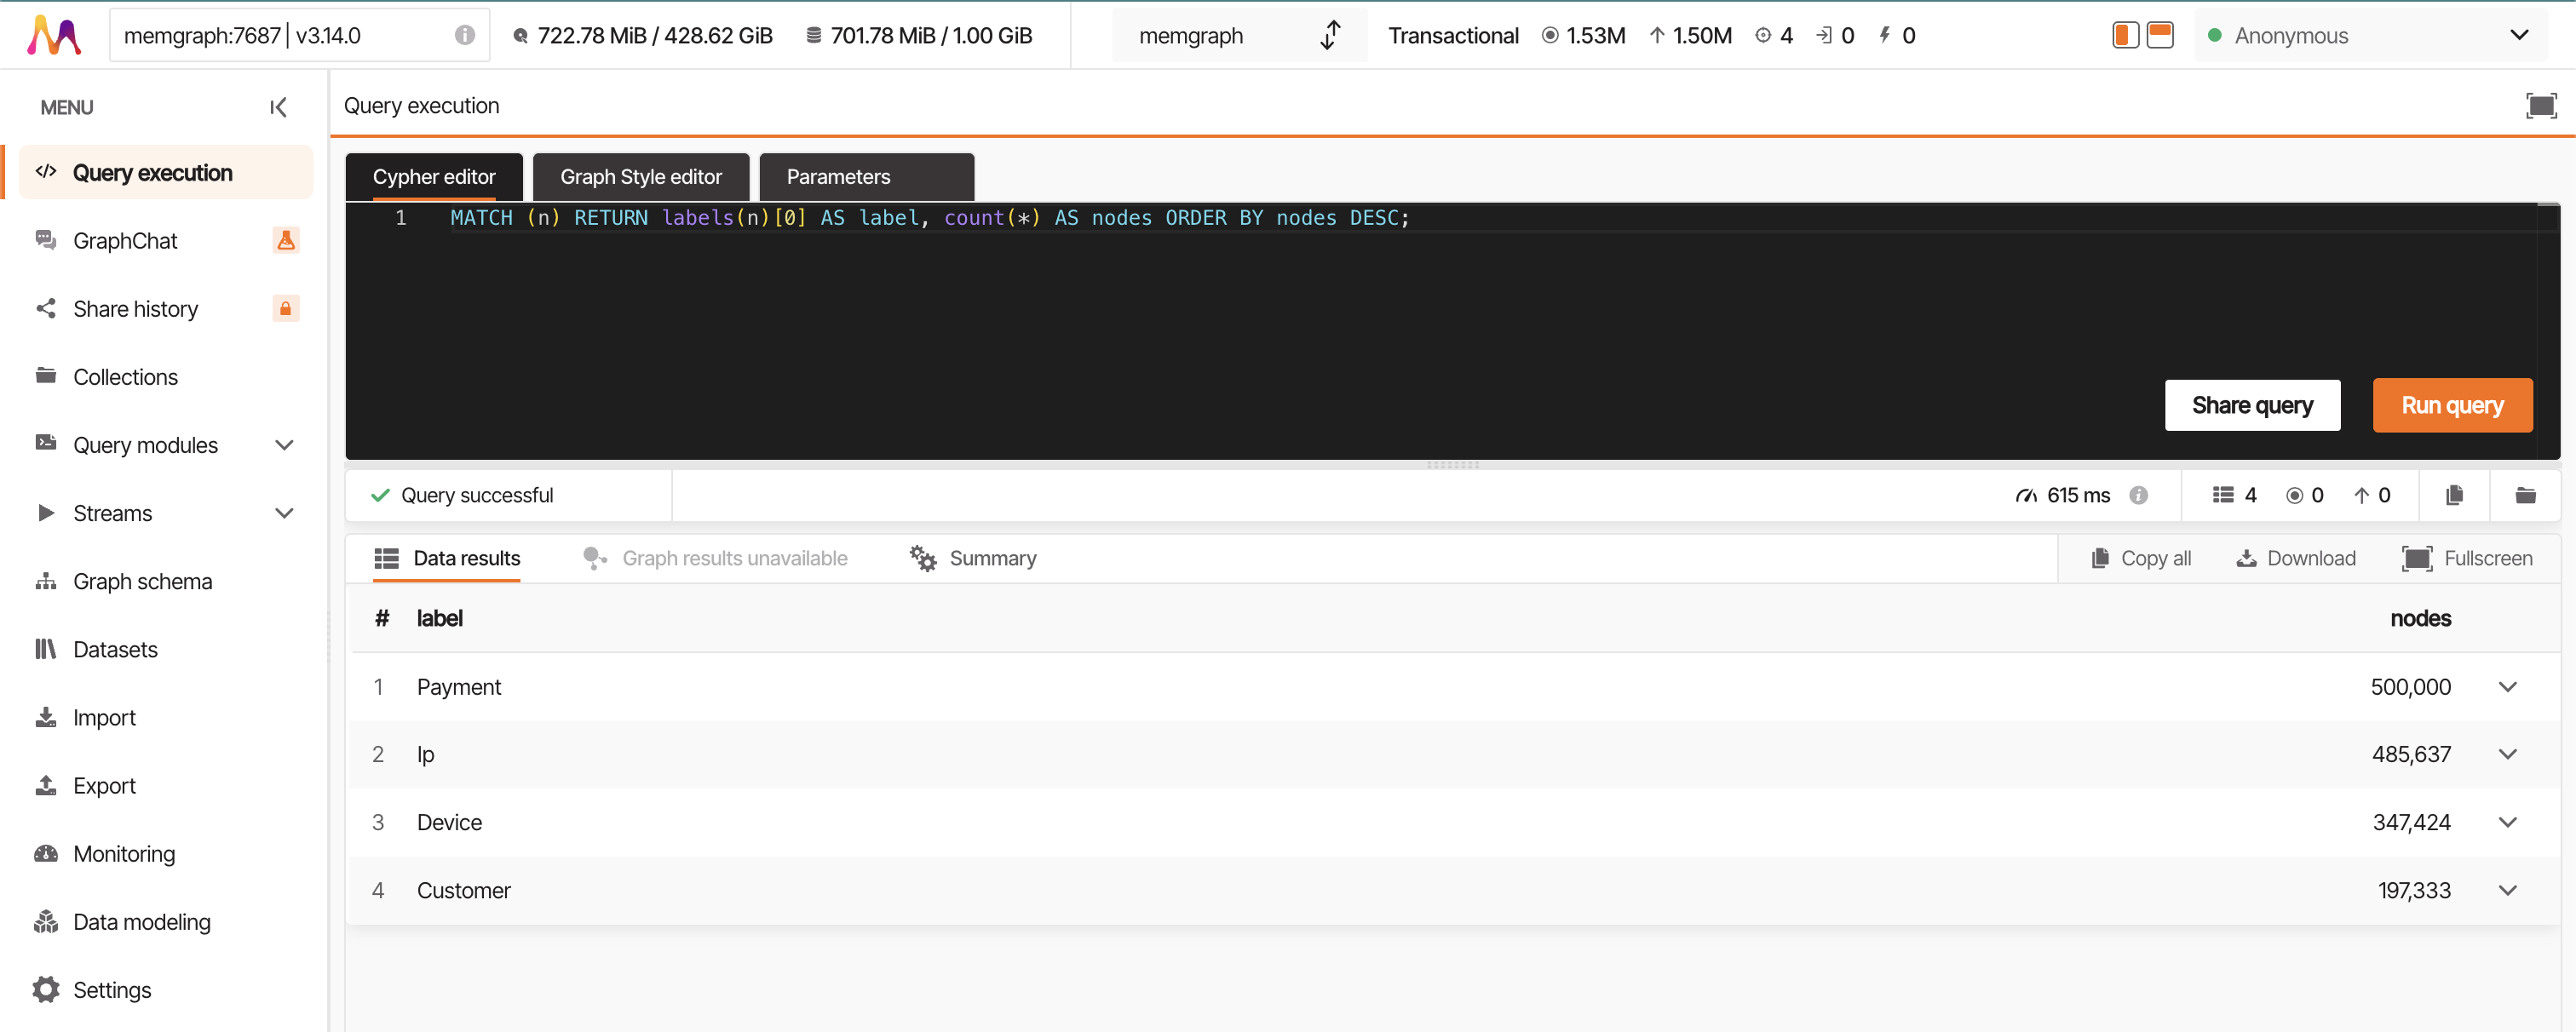 memgraph:7687 | v3.14.0
722.78 MiB / 428.62 GiB
701.78 MiB / 1.00 GiB
memgraph
Transactional
1.53M
1.50M
4
0
0
Anonymous
MENU
Query execution
GraphChat
Share history
Collections
Query modules
Streams
Graph schema
Datasets
Import
Export
Monitoring
Data modeling
Settings
Query execution
Cypher editor
Graph Style editor
Parameters
1 MATCH (n) RETURN labels(n)[0] AS label, count(*) AS nodes ORDER BY nodes DESC;
Share query
Run query
Query successful
615 ms
4
0
0
Data results
Graph results unavailable
Summary
Copy all
Download
Fullscreen
# label nodes
1 Payment 500,000
2 Ip 485,637
3 Device 347,424
4 Customer 197,333